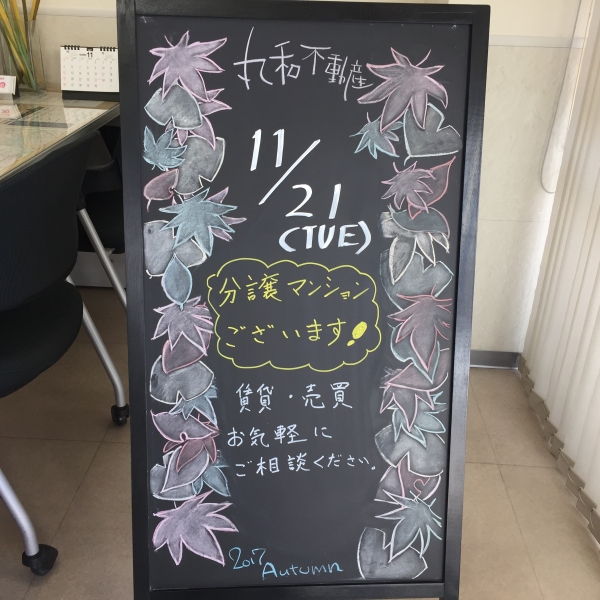 丸和不動産
11/21
(TUE)
分譲マンション
ございます!
賃貸・売買
お気軽に
ご相談ください。
2017
Autumn
11